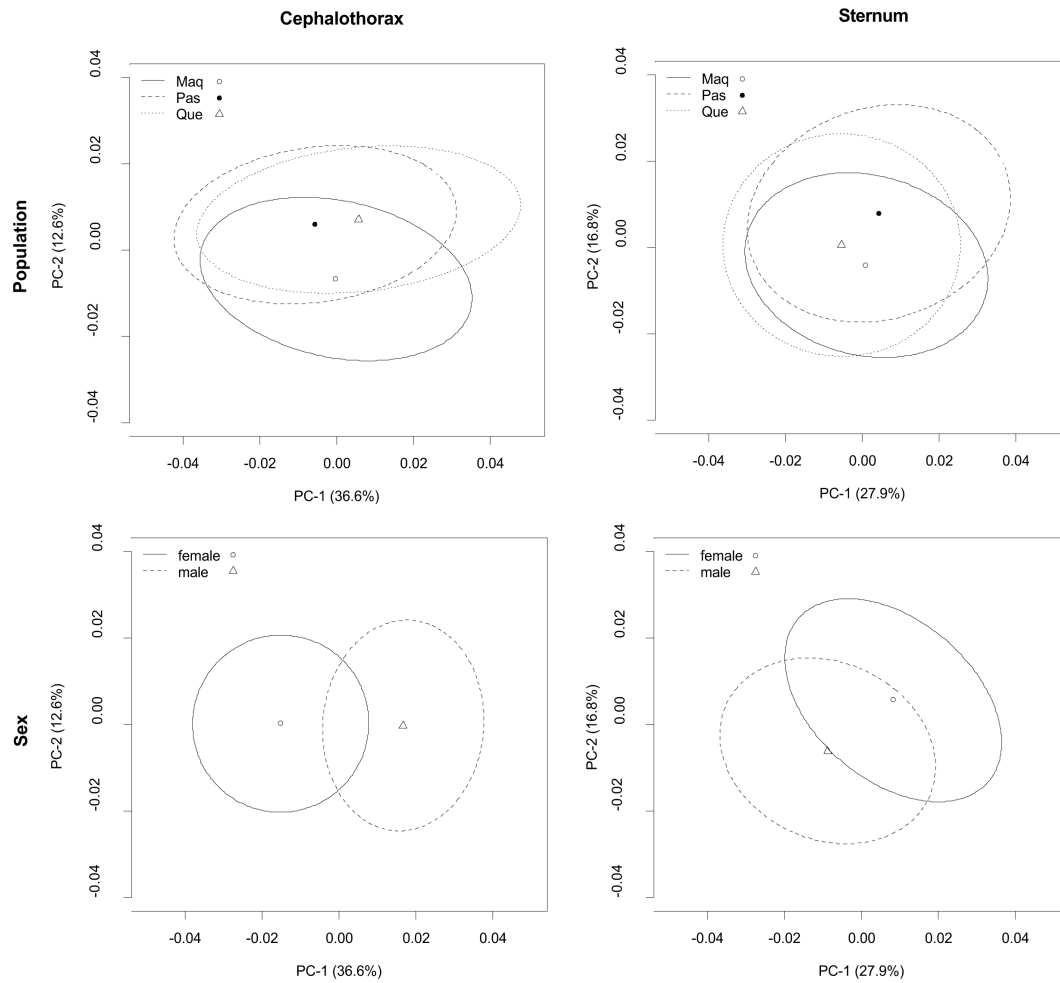 Cephalothorax
Sternum
Population
PC-2 (12.6%)
0.04
0.02
0.00
-0.02
-0.04
Maq
Pas
Que
-0.04 -0.02 0.00 0.02 0.04
PC-1 (36.6%)
PC-2 (16.8%)
0.04
0.02
0.00
-0.02
-0.04
Maq
Pas
Que
-0.04 -0.02 0.00 0.02 0.04
PC-1 (27.9%)
Sex
PC-2 (12.6%)
0.04
0.02
0.00
-0.02
-0.04
female
male
-0.04 -0.02 0.00 0.02 0.04
PC-1 (36.6%)
PC-2 (16.8%)
0.04
0.02
0.00
-0.02
-0.04
female
male
-0.04 -0.02 0.00 0.02 0.04
PC-1 (27.9%)